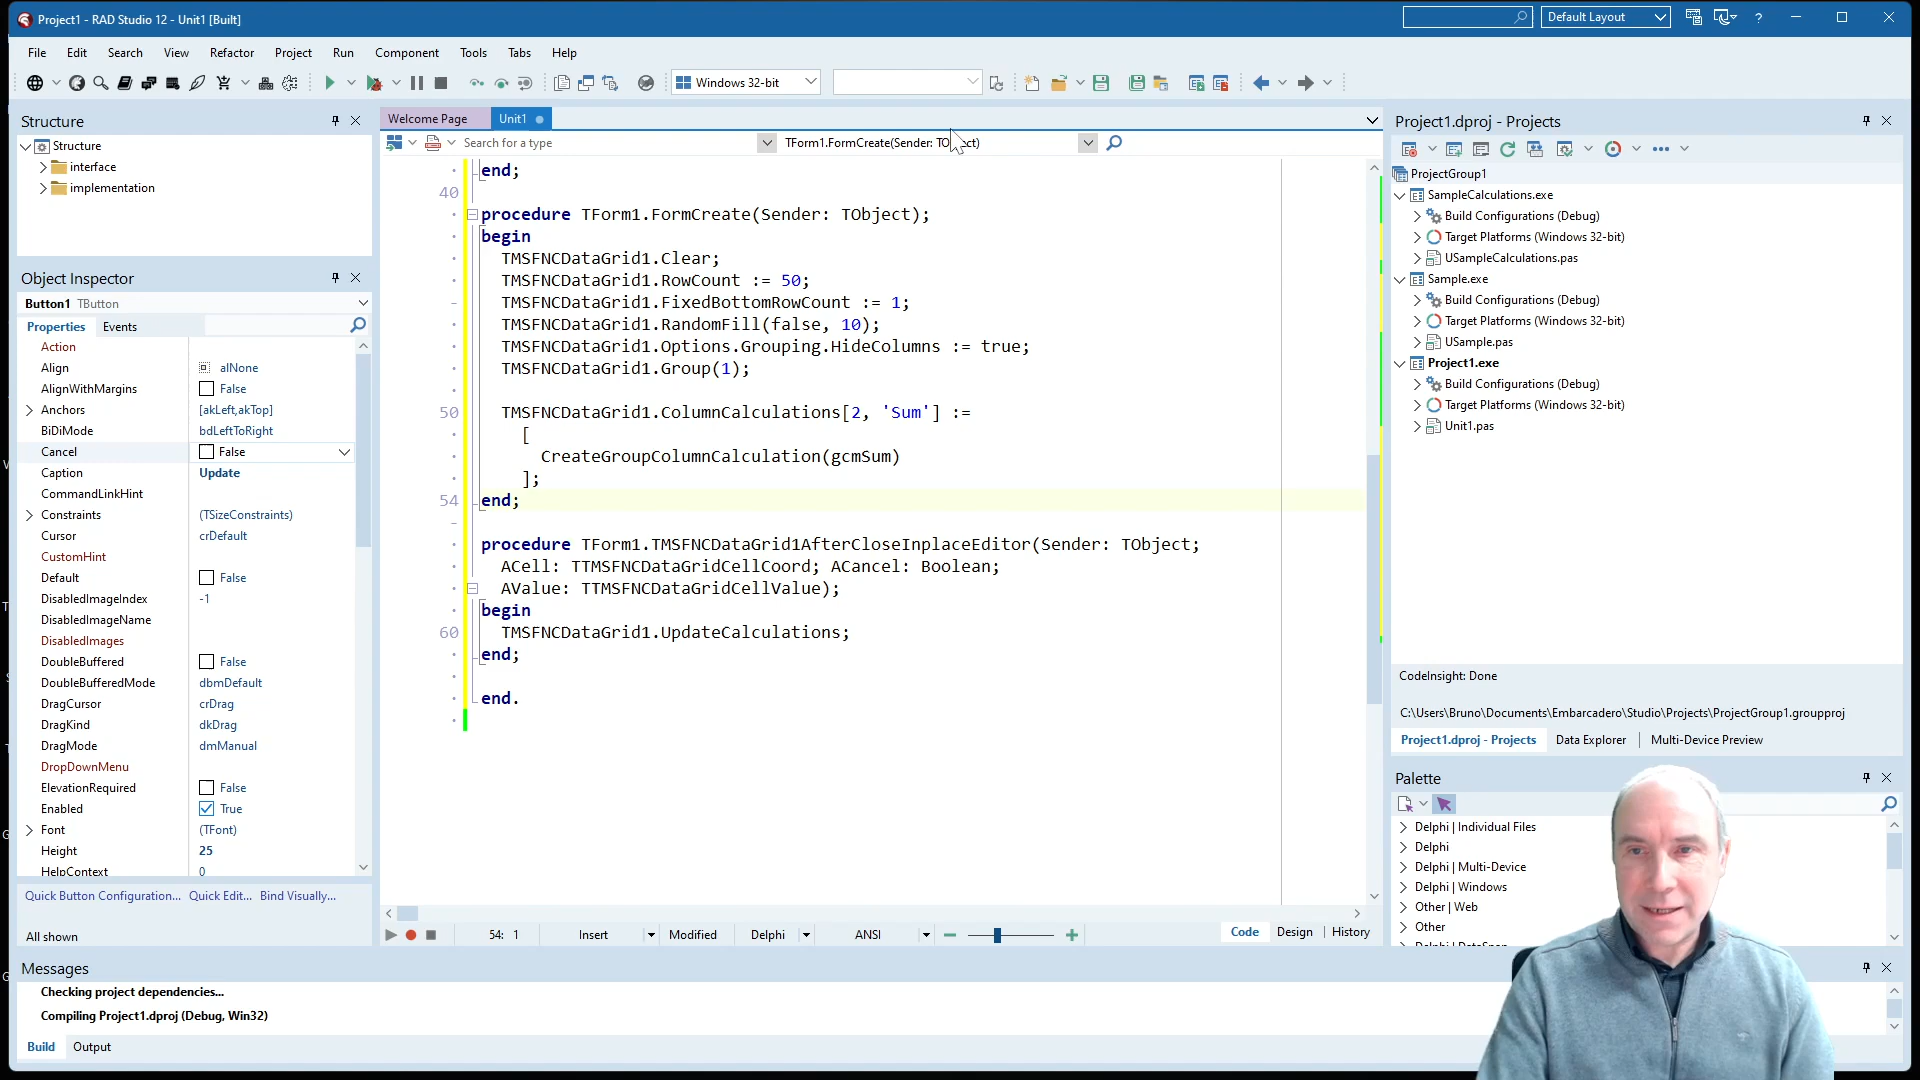 Project1 - RAD Studio 12 - Unit1 [Built]
Default Layout
?
File Edit Search View Refactor Project Run Component Tools Tabs Help
Windows 32-bit
Structure
Structure
interface
implementation
Object Inspector
Button1 TButton
Properties Events
Action
Align alNone
AlignWithMargins False
Anchors [akLeft,akTop]
BiDiMode bdLeftToRight
Cancel False
Caption Update
CommandLinkHint
Constraints (TSizeConstraints)
Cursor crDefault
CustomHint
Default False
DisabledImageIndex -1
DisabledImageName
DisabledImages
DoubleBuffered False
DoubleBufferedMode dbmDefault
DragCursor crDrag
DragKind dkDrag
DragMode dmManual
DropDownMenu
ElevationRequired False
Enabled True
Font (TFont)
Height 25
HelpContext 0
Quick Button Configuration... Quick Edit... Bind Visually...
All shown
Welcome Page Unit1
Search for a type
TForm1.FormCreate(Sender: TObject)
end;
40
procedure TForm1.FormCreate(Sender: TObject);
begin
TMSFNCDataGrid1.Clear;
TMSFNCDataGrid1.RowCount := 50;
TMSFNCDataGrid1.FixedBottomRowCount := 1;
TMSFNCDataGrid1.RandomFill(false, 10);
TMSFNCDataGrid1.Options.Grouping.HideColumns := true;
TMSFNCDataGrid1.Group(1);
50 TMSFNCDataGrid1.ColumnCalculations[2, 'Sum'] :=
[
CreateGroupColumnCalculation(gcmSum)
];
54 end;
procedure TForm1.TMSFNCDataGrid1AfterCloseInplaceEditor(Sender: TObject;
ACell: TTMSFNCDataGridCellCoord; ACancel: Boolean;
AValue: TTMSFNCDataGridCellValue);
begin
60 TMSFNCDataGrid1.UpdateCalculations;
end;
end.
54: 1 Insert Modified Delphi ANSI
Code Design History
Project1.dproj - Projects
ProjectGroup1
SampleCalculations.exe
Build Configurations (Debug)
Target Platforms (Windows 32-bit)
USampleCalculations.pas
Sample.exe
Build Configurations (Debug)
Target Platforms (Windows 32-bit)
USample.pas
Project1.exe
Build Configurations (Debug)
Target Platforms (Windows 32-bit)
Unit1.pas
CodeInsight: Done
C:\Users\Bruno\Documents\Embarcadero\Studio\Projects\ProjectGroup1.groupproj
Project1.dproj - Projects Data Explorer Multi-Device Preview
Palette
Delphi | Individual Files
Delphi
Delphi | Multi-Device
Delphi | Windows
Other | Web
Other
Messages
Checking project dependencies...
Compiling Project1.dproj (Debug, Win32)
Build Output